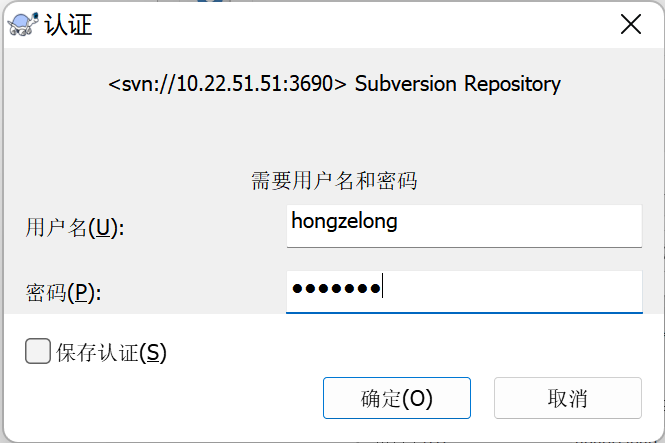 认证
<svn://10.22.51.51:3690> Subversion Repository
需要用户名和密码
用户名(U):
hongzelong
密码(P):
●●●●●●●
保存认证(S)
确定(O)
取消